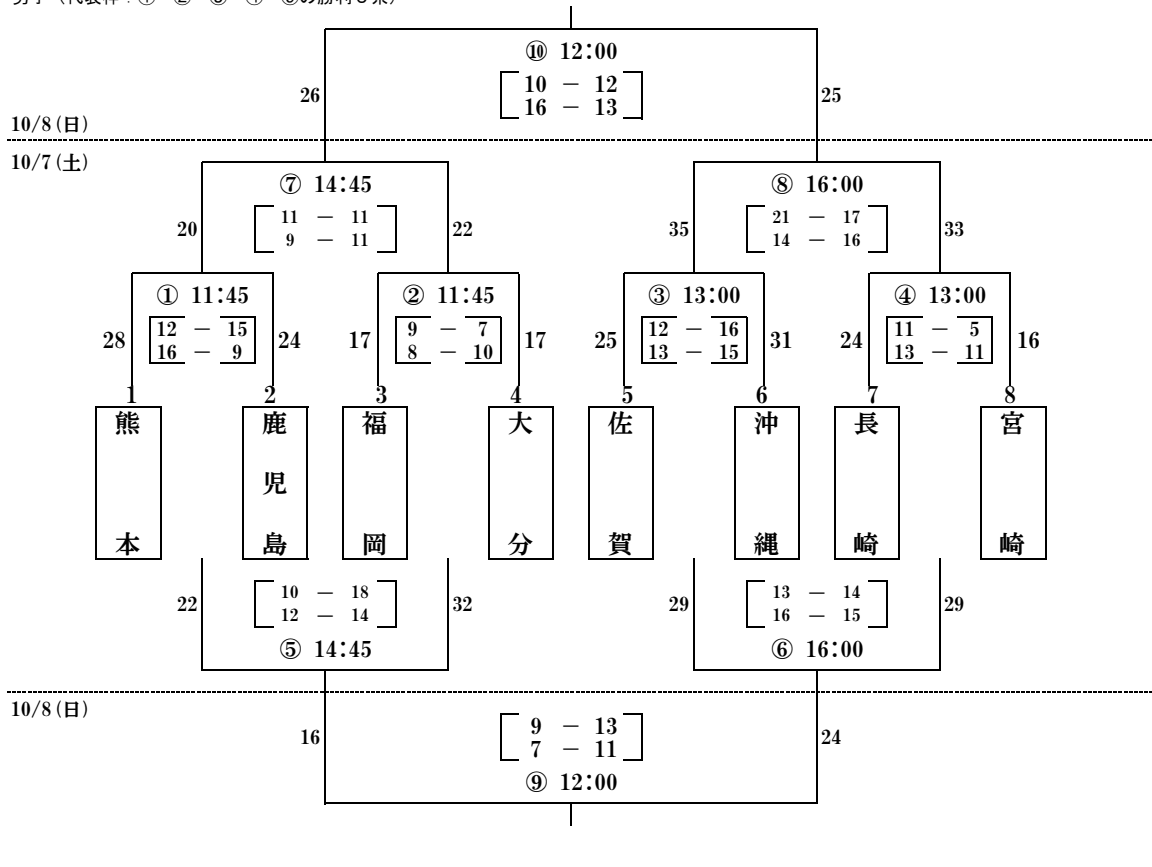 ⑩ 12:00
10 － 12
26 25
16 － 13
10/8(日)
10/7(土)
⑦ 14:45 ⑧ 16:00
11 － 11 21 － 17
20 22 35 33
9 － 11 14 － 16
① 11:45 ② 11:45 ③ 13:00 ④ 13:00
12 － 15 9 － 7 12 － 16 11 － 5
28 24 17 17 25 31 24 16
16 － 9 8 － 10 13 － 15 13 － 11
1 2 3 4 5 6 7 8
熊本 鹿児島 福岡 大分 佐賀 沖縄 長崎 宮崎
10 － 18 13 － 14
22 32 29 29
12 － 14 16 － 15
⑤ 14:45 ⑥ 16:00
10/8(日)
9 － 13
16 24
7 － 11
⑨ 12:00